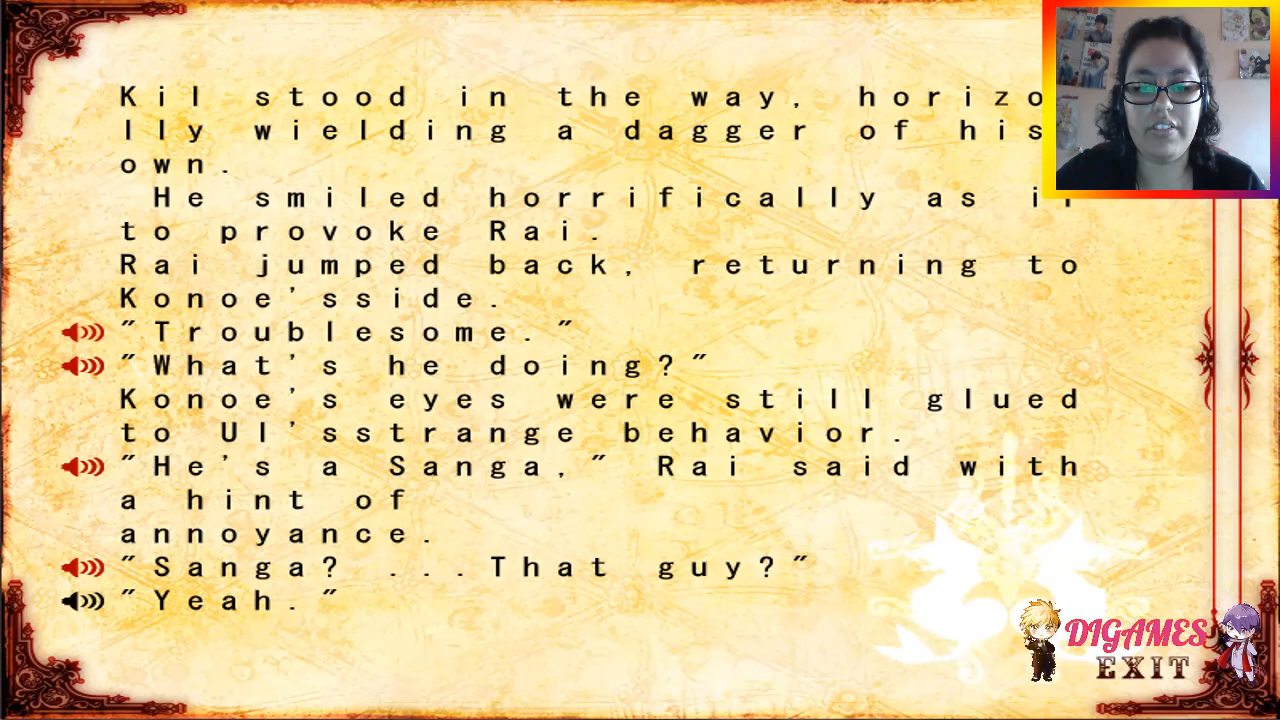 Kil stood in the way, horizo
lly wielding a dagger of his
own.
He smiled horrifically as if
to provoke Rai.
Rai jumped back, returning to
Konoe'sside.
"Troublesome."
"What's he doing?"
Konoe's eyes were still glued
to Ul'sstrange behavior.
"He's a Sanga," Rai said with
a hint of
annoyance.
"Sanga? ...That guy?"
"Yeah."
DIGAMES
EXIT